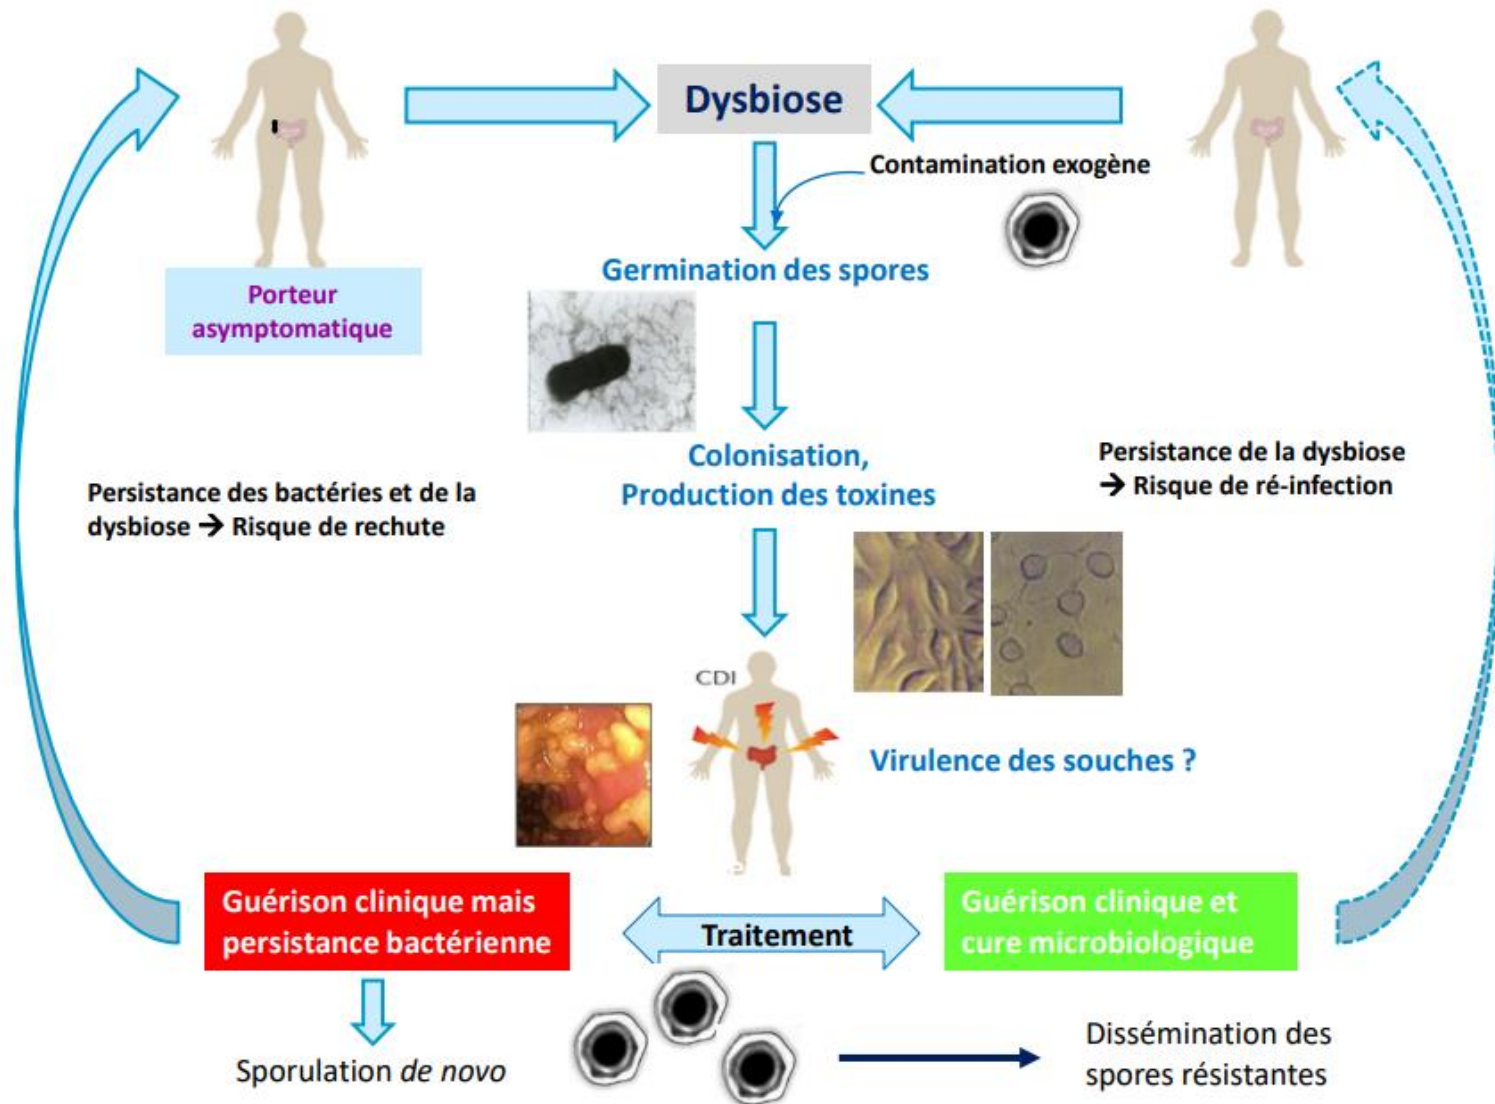 Dysbiose
Contamination exogène
Germination des spores
Porteur
asymptomatique
Colonisation,
Production des toxines
Persistance des bactéries et de la
dysbiose → Risque de rechute
Persistance de la dysbiose
→ Risque de ré-infection
CDI
Virulence des souches ?
Guérison clinique mais
persistance bactérienne
Traitement
Guérison clinique et
cure microbiologique
Sporulation de novo
Dissémination des
spores résistantes